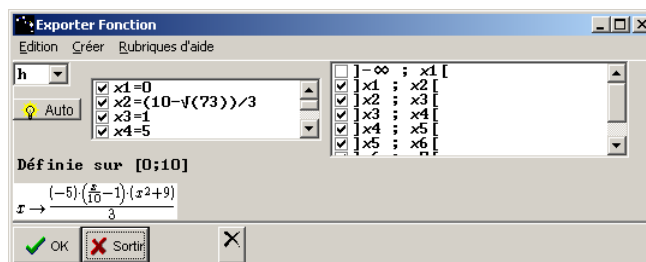 Exporter Fonction
Edition Créer Rubriques d'aide
h
Auto
x1=0
x2=(10-√(73))/3
x3=1
x4=5
]-∞ ; x1[
]x1 ; x2[
]x2 ; x3[
]x3 ; x4[
]x4 ; x5[
]x5 ; x6[
Définie sur [0;10]
x → (-5)·(x/10-1)·(x²+9)/3
OK
Sortir